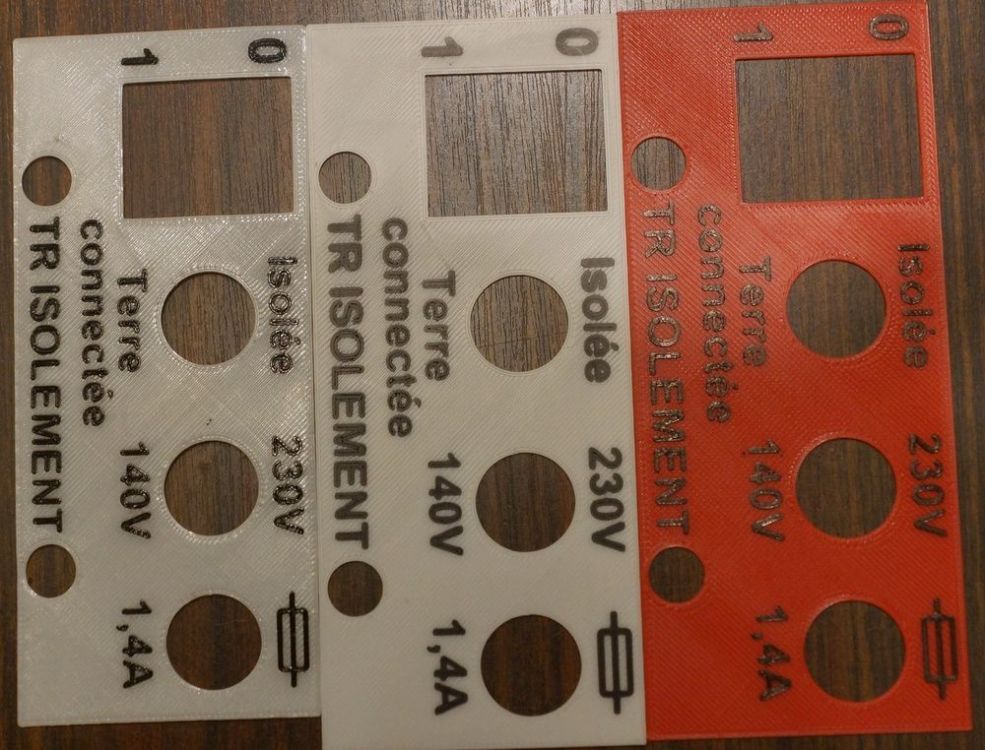 0 Isolée 230V
1 Terre 140V 1,4A
connectée
TR ISOLEMENT
0 Isolée 230V
1 Terre 140V 1,4A
connectée
TR ISOLEMENT
0 Isolée 230V
1 Terre 140V 1,4A
connectée
TR ISOLEMENT